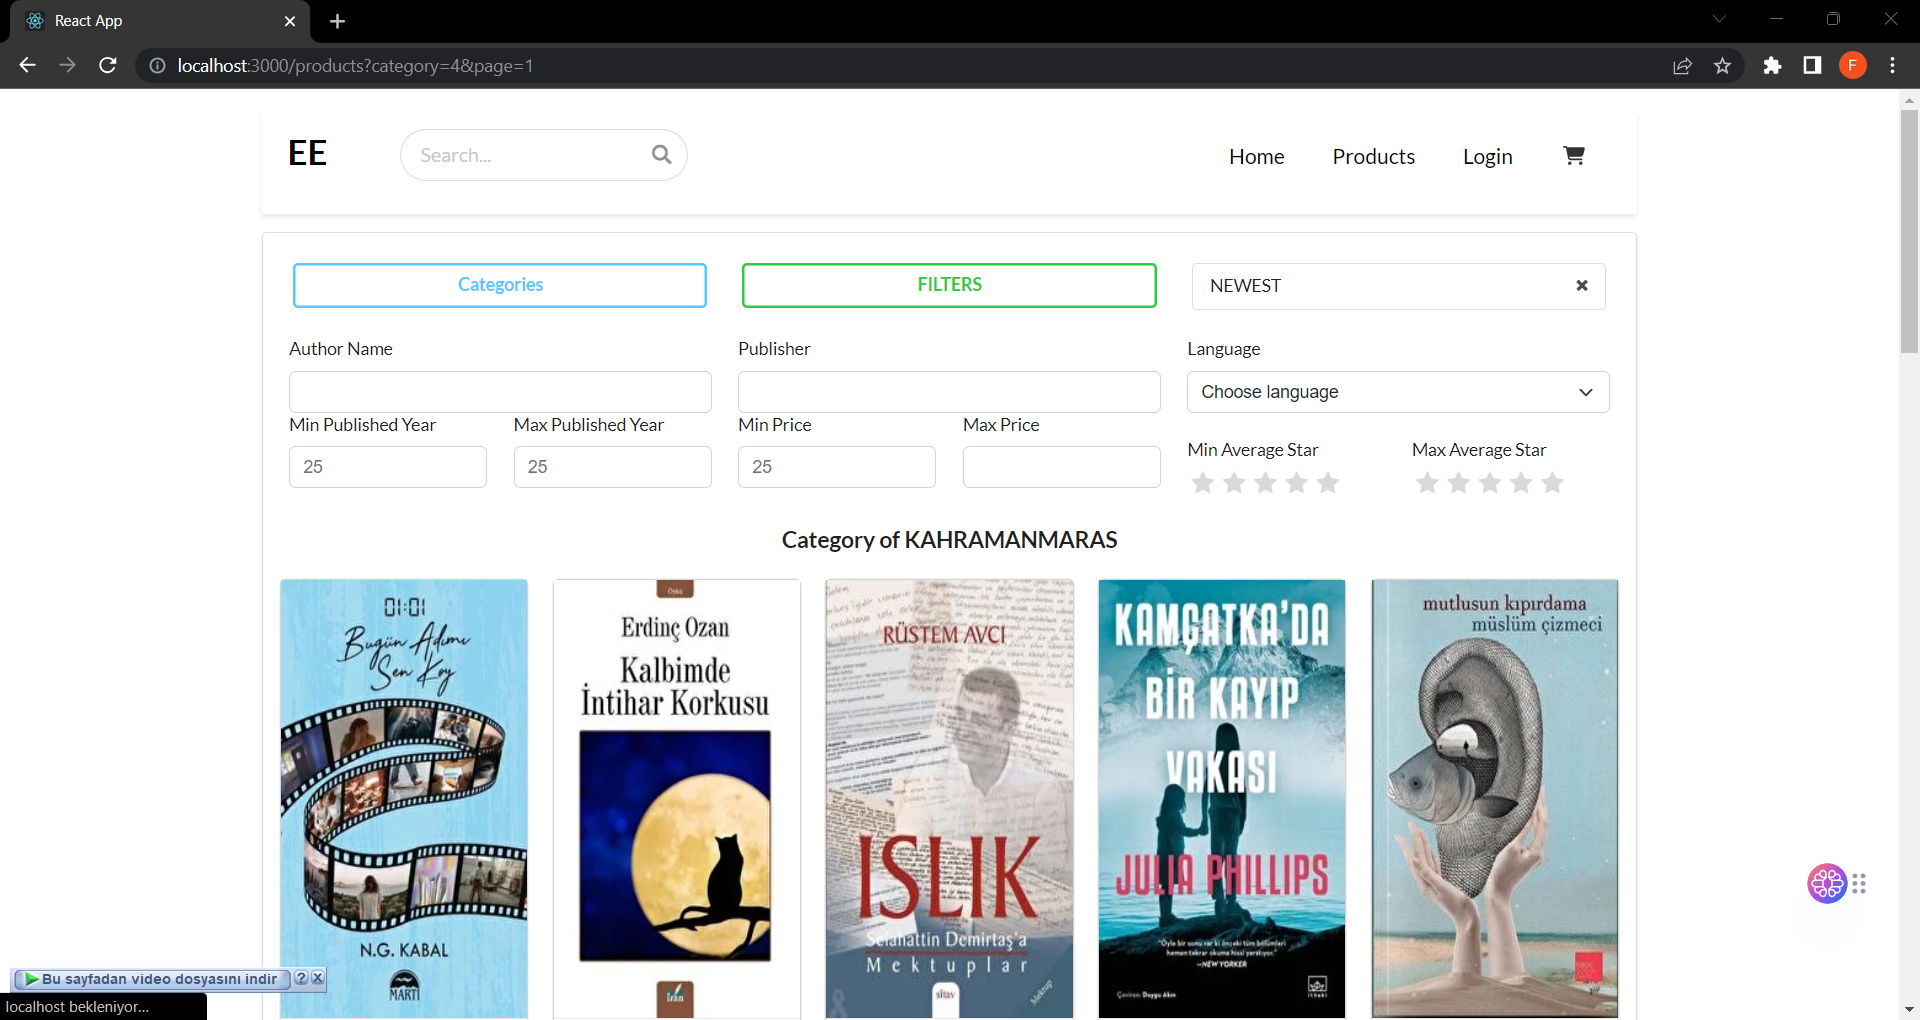 React App
localhost:3000/products?category=4&page=1
F
EE
Search...
Home
Products
Login
Categories
FILTERS
NEWEST
Author Name
Publisher
Language
Choose language
Min Published Year
Max Published Year
Min Price
Max Price
25
25
25
Min Average Star
Max Average Star
Category of KAHRAMANMARAS
01:01
Bugün Adımı
Sen Koy
N.G. KABAL
MARTI
Öykü
Erdinç Ozan
Kalbimde
İntihar Korkusu
RÜSTEM AVCI
ISLIK
Selahattin Demirtaş'a
Mektuplar
sitav
Mektup
KAMÇATKA'DA
BİR KAYIP
VAKASI
JULIA PHILLIPS
"Öyle bir sonu var ki önceki tüm bölümleri
hemen tekrar okuma hissi yaratıyor."
—NEW YORKER
Çeviren: Duygu Akın
ithaki
mutlusun kıpırdama
müslüm çizmeci
Bu sayfadan video dosyasını indir
localhost bekleniyor...